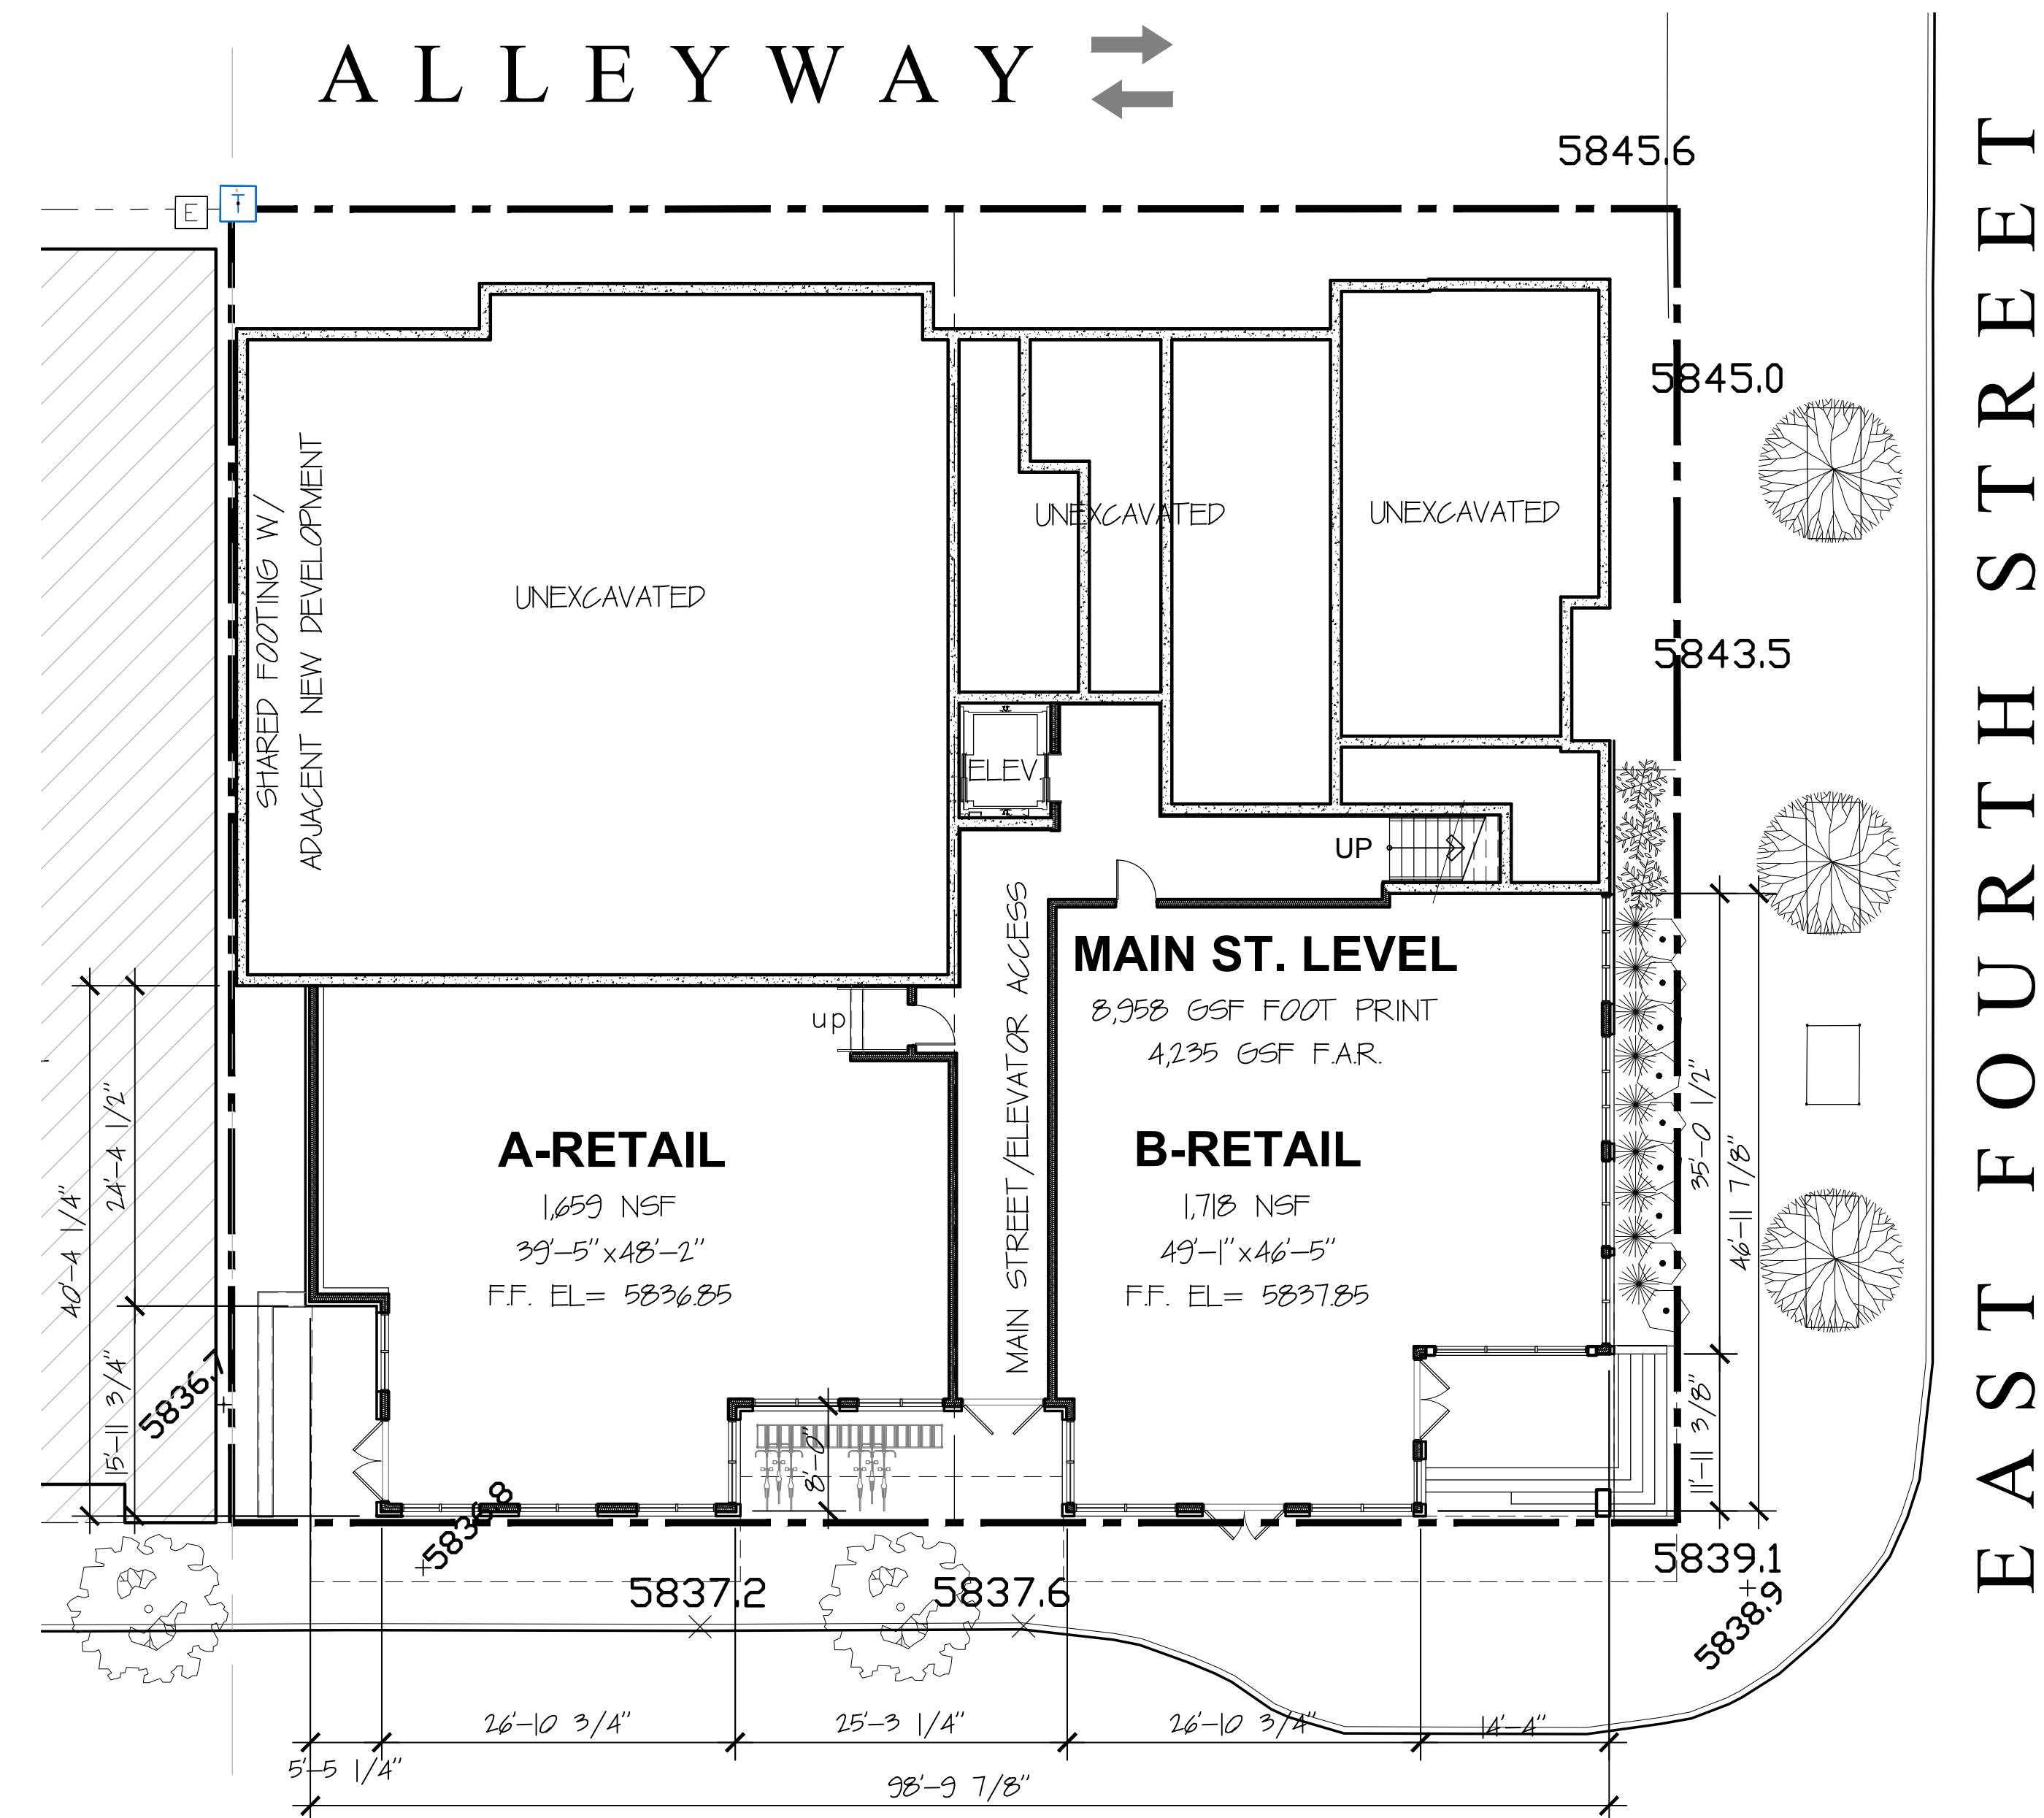 ALLEYWAY
5845.6
E
T
EAST FOURTH STREET
5845.0
SHARED FOOTING W/
ADJACENT NEW DEVELOPMENT
UNEXCAVATED
UNEXCAVATED
UNEXCAVATED
5843.5
ELEV.
UP
MAIN STREET/ELEVATOR ACCESS
MAIN ST. LEVEL
8,958 GSF FOOT PRINT
4,235 GSF F.A.R.
up
A-RETAIL
1,659 NSF
39'-5"x48'-2"
F.F. EL= 5836.85
B-RETAIL
1,718 NSF
49'-1"x46'-5"
F.F. EL= 5837.85
40'-4 1/4"
24'-4 1/2"
15'-11 3/4"
35'-0 1/2"
46'-11 7/8"
11'-11 3/8"
8'-0"
5836.7
5837.2
5837.6
5839.1
5838.9
26'-10 3/4"
25'-3 1/4"
26'-10 3/4"
14'-4"
5'-5 1/4"
98'-9 7/8"